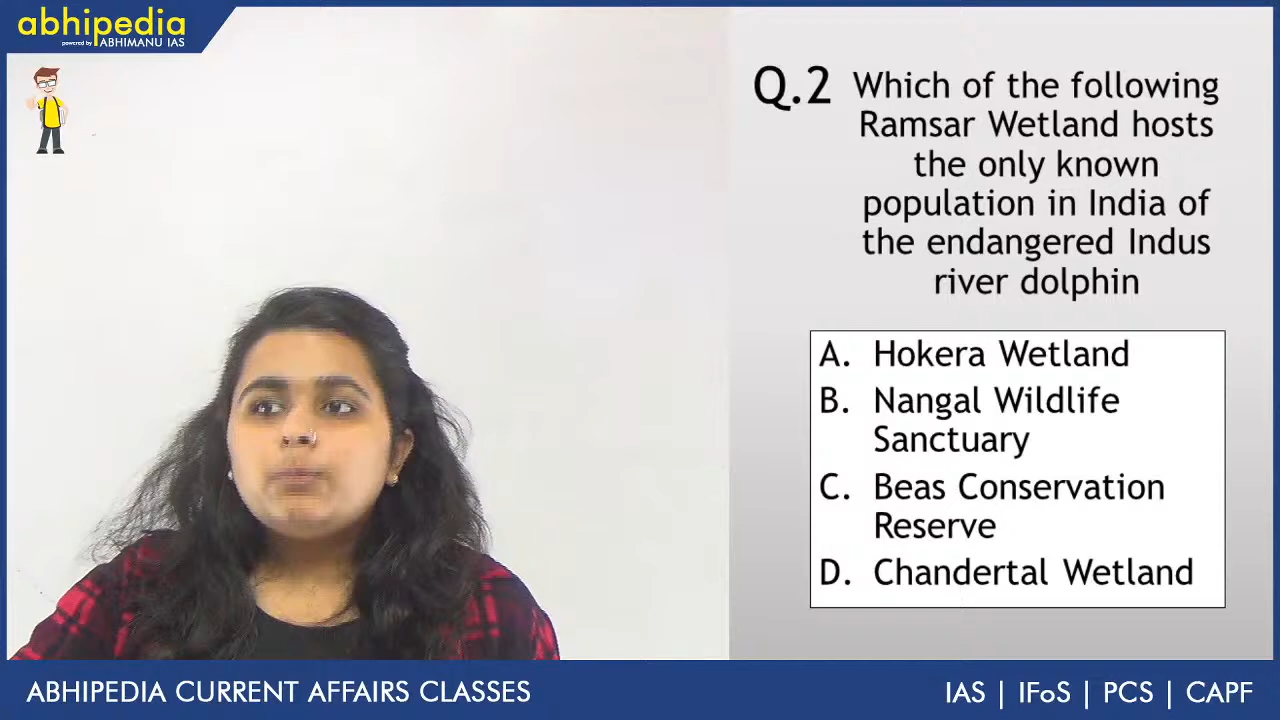 abhipedia
powered by ABHIMANU IAS
Q.2 Which of the following
Ramsar Wetland hosts
the only known
population in India of
the endangered Indus
river dolphin
A. Hokera Wetland
B. Nangal Wildlife
Sanctuary
C. Beas Conservation
Reserve
D. Chandertal Wetland
ABHIPEDIA CURRENT AFFAIRS CLASSES
IAS | IFoS | PCS | CAPF